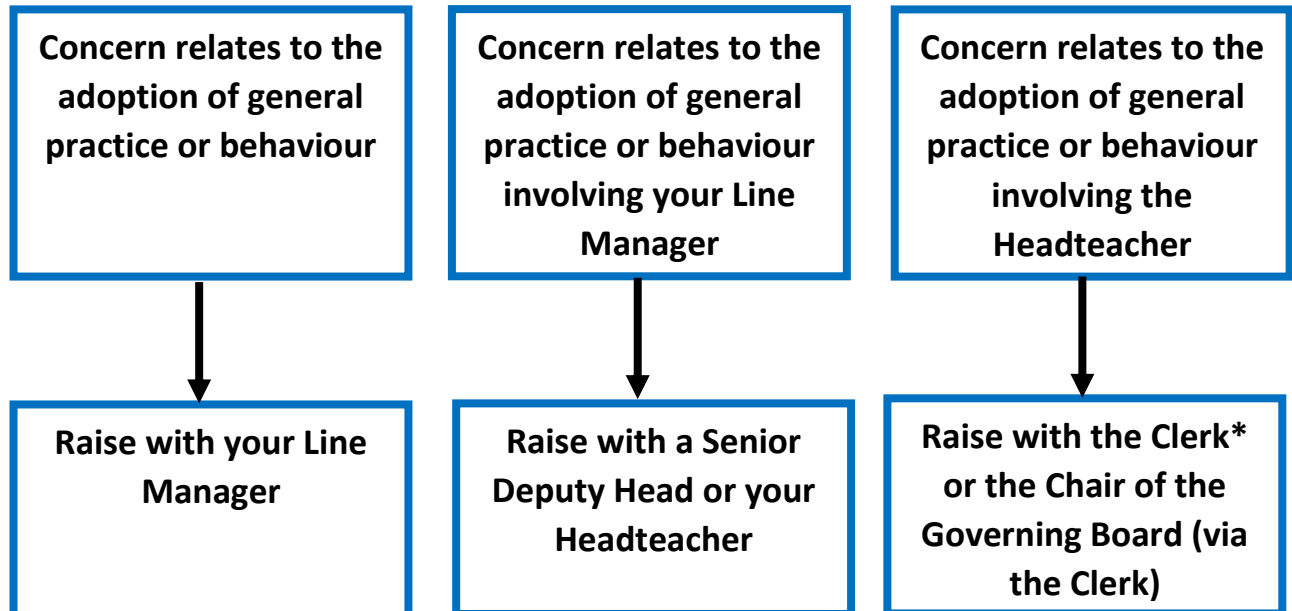 Concern relates to the
adoption of general
practice or behaviour
Concern relates to the
adoption of general
practice or behaviour
involving your Line
Manager
Concern relates to the
adoption of general
practice or behaviour
involving the
Headteacher
Raise with your Line
Manager
Raise with a Senior
Deputy Head or your
Headteacher
Raise with the Clerk*
or the Chair of the
Governing Board (via
the Clerk)